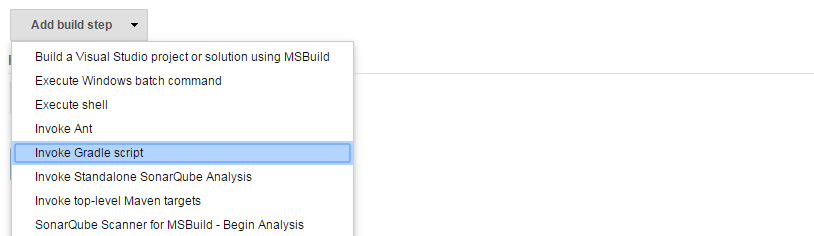 Add build step
Build a Visual Studio project or solution using MSBuild
Execute Windows batch command
Execute shell
Invoke Ant
Invoke Gradle script
Invoke Standalone SonarQube Analysis
Invoke top-level Maven targets
SonarQube Scanner for MSBuild - Begin Analysis